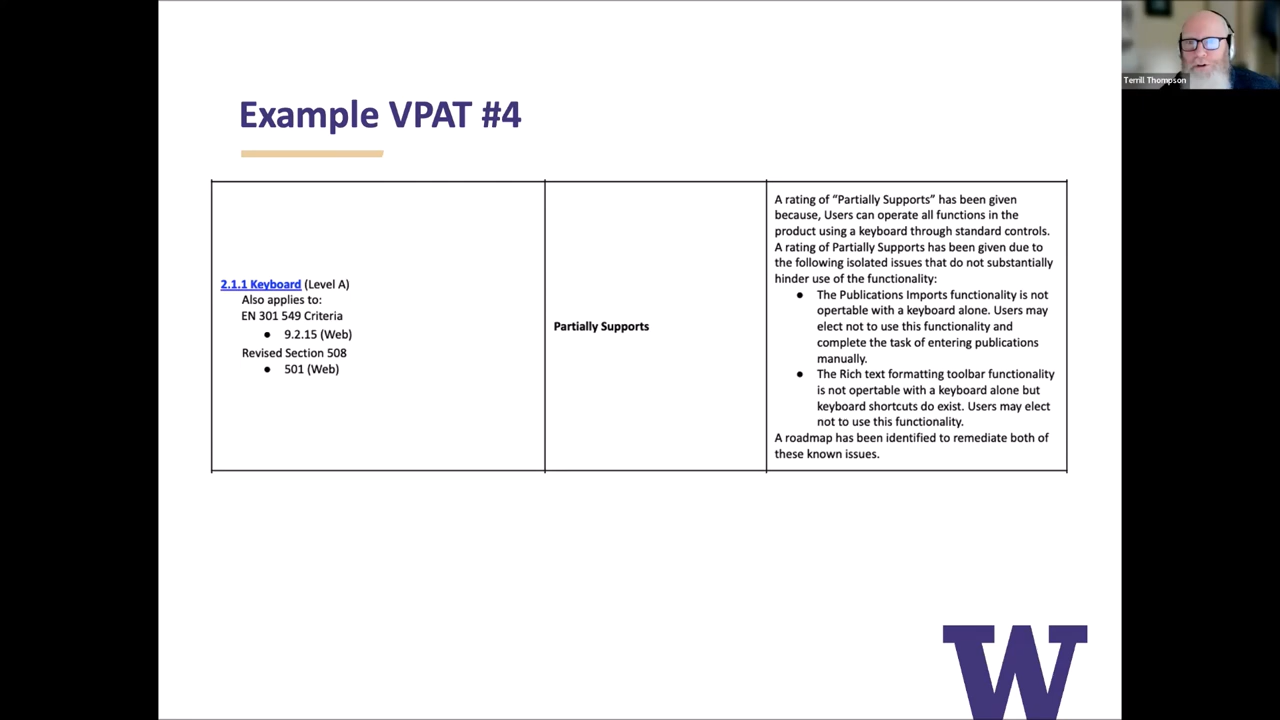 Terrill Thompson
Example VPAT #4
2.1.1 Keyboard (Level A)
Also applies to:
EN 301 549 Criteria
● 9.2.15 (Web)
Revised Section 508
● 501 (Web)
Partially Supports
A rating of “Partially Supports” has been given
because, Users can operate all functions in the
product using a keyboard through standard controls.
A rating of Partially Supports has been given due to
the following isolated issues that do not substantially
hinder use of the functionality:
● The Publications Imports functionality is not
opertable with a keyboard alone. Users may
elect not to use this functionality and
complete the task of entering publications
manually.
● The Rich text formatting toolbar functionality
is not opertable with a keyboard alone but
keyboard shortcuts do exist. Users may elect
not to use this functionality.
A roadmap has been identified to remediate both of
these known issues.
W